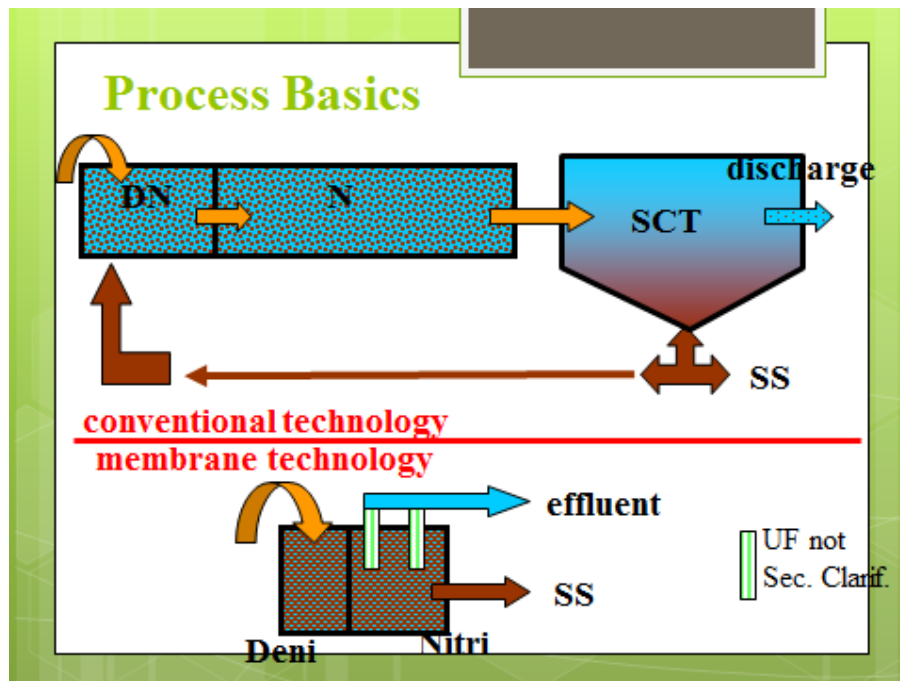 Process Basics
DN
N
SCT
discharge
SS
conventional technology
membrane technology
effluent
UF not
Sec. Clarif.
SS
Deni
Nitri